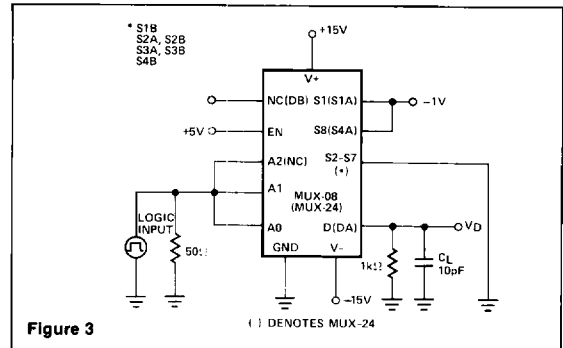 * S1B
S2A, S2B
S3A, S3B
S4B
+15V
V+
NC(DB) S1(S1A) −1V
+5V EN S8(S4A)
A2(NC) S2-S7
(*)
A1 MUX-08
(MUX-24)
LOGIC
INPUT
50Ω
A0 D(DA) VD
GND V−
1kΩ CL
10pF
−15V
Figure 3
( ) DENOTES MUX-24